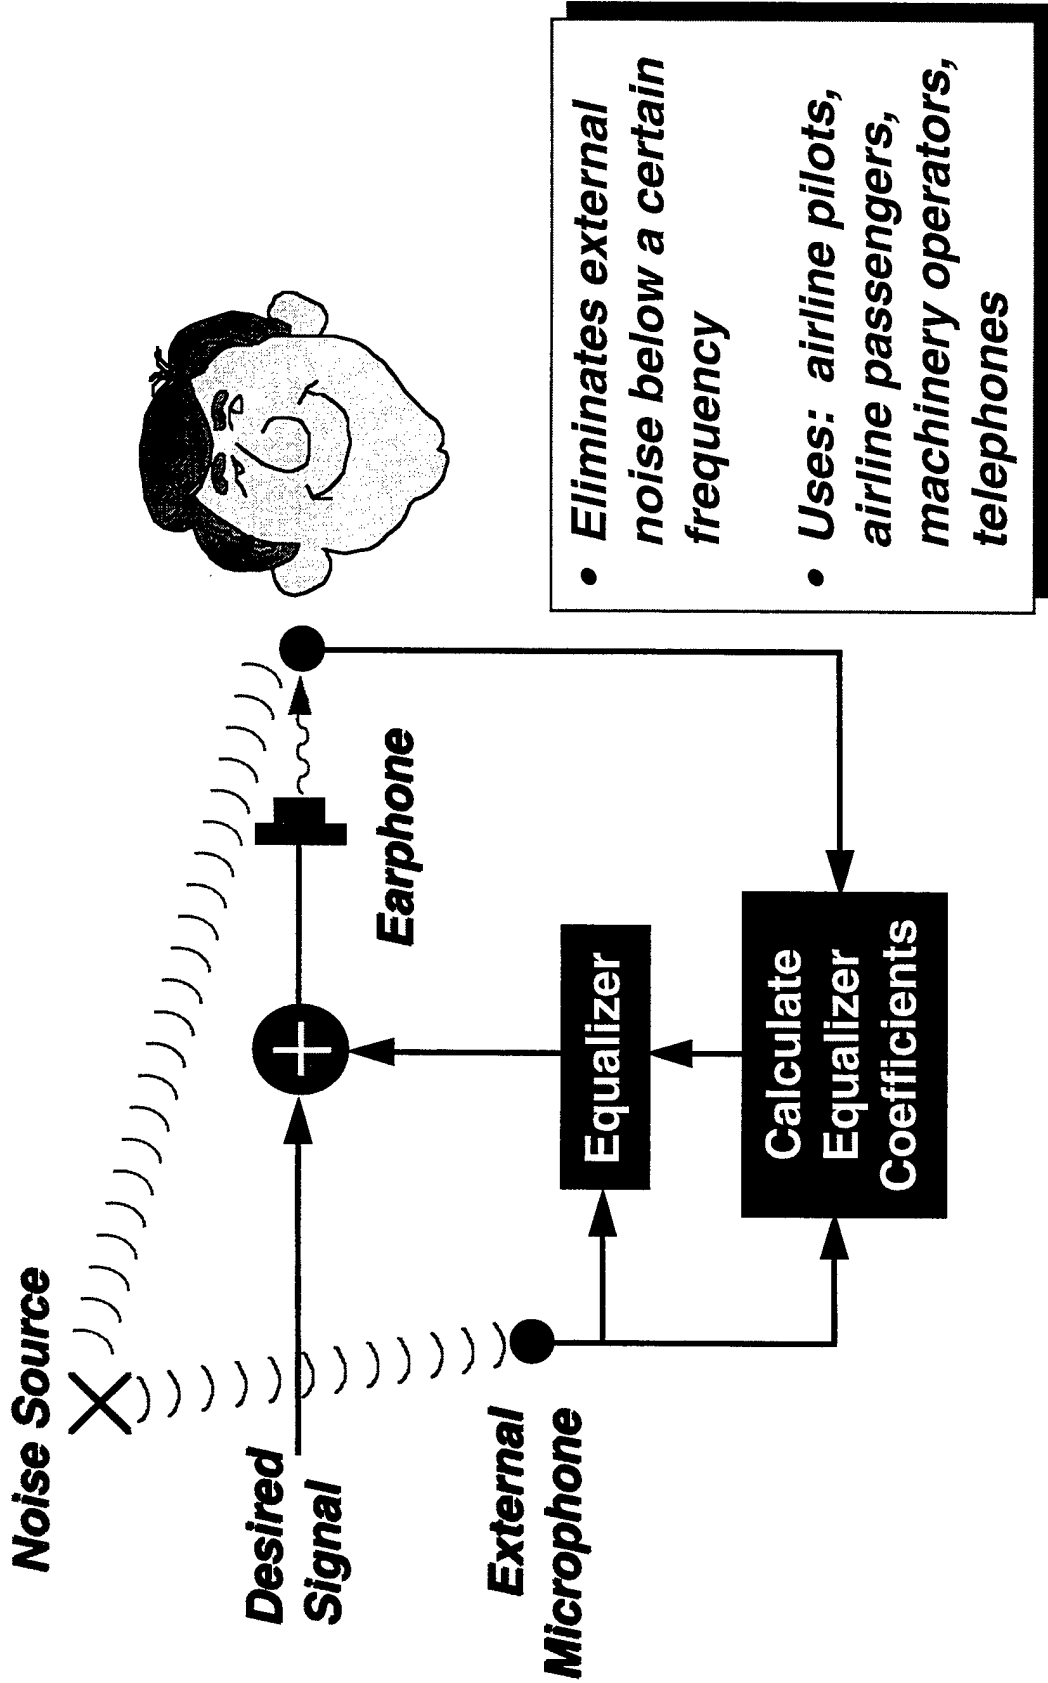 Noise Source
Desired
Signal
External
Microphone
Earphone
+
Equalizer
Calculate
Equalizer
Coefficients
• Eliminates external
noise below a certain
frequency
• Uses: airline pilots,
airline passengers,
machinery operators,
telephones